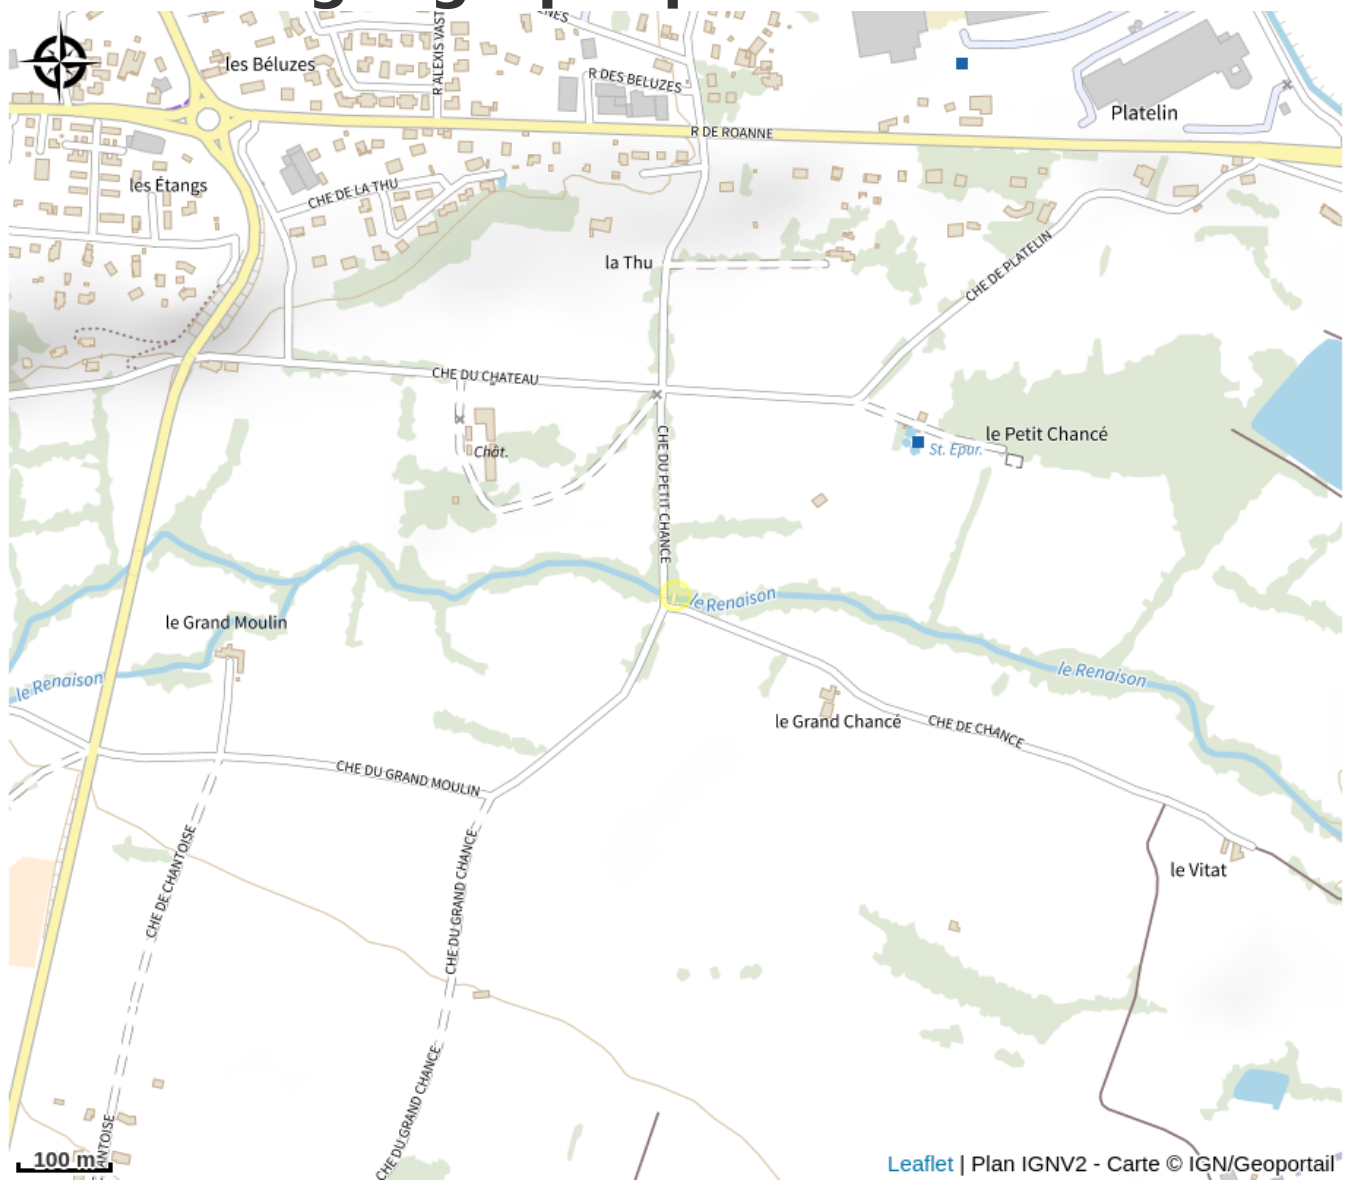 les Béluzes
R ALEXIS VAST
R DES BELUZES
Platelin
R DE ROANNE
les Étangs
CHE DE LA THU
la Thu
CHE DE PLATELIN
CHE DU CHATEAU
Chât.
le Petit Chancé
St. Epur.
CHE DU PETIT CHANCE
le Renaison
le Grand Moulin
le Renaison
le Renaison
le Grand Chancé
CHE DE CHANCE
CHE DU GRAND MOULIN
CHE DE CHANTOISE
CHE DU GRAND CHANCE
le Vitat
CHE DU GRAND CHANCE
ANTOISE
100 m
Leaflet | Plan IGNV2 - Carte © IGN/Geoportail